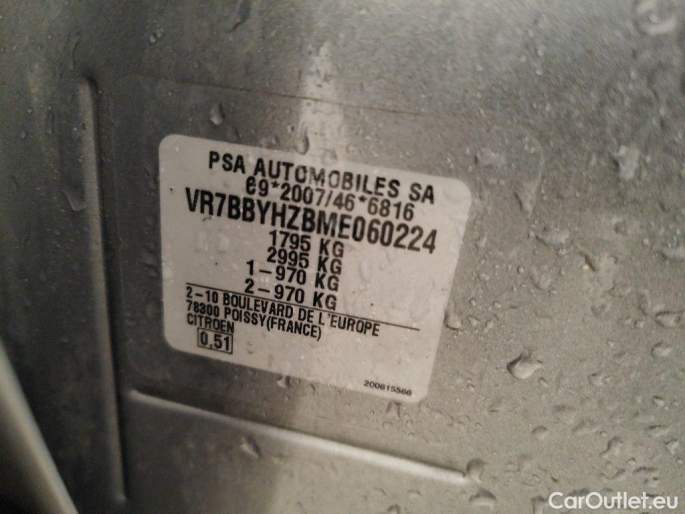 PSA AUTOMOBILES SA
e9*2007/46*6816
VR7BBYHZBME060224
1795 KG
2995 KG
1-970 KG
2-970 KG
2-10 BOULEVARD DE L'EUROPE
78300 POISSY(FRANCE)
CITROEN
0.51
200615566
CarOutlet.eu